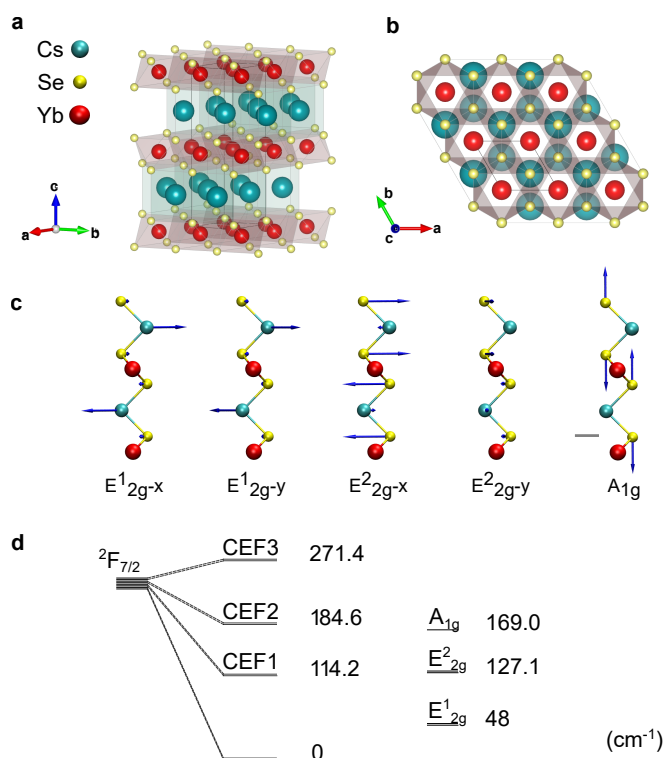 a
Cs
Se
Yb
c
a
b
b
b
c
a
c
E¹2g-x
E¹2g-y
E²2g-x
E²2g-y
A1g
d
²F7/2
CEF3 271.4
CEF2 184.6
CEF1 114.2
0
A1g 169.0
E²2g 127.1
E¹2g 48
(cm⁻¹)